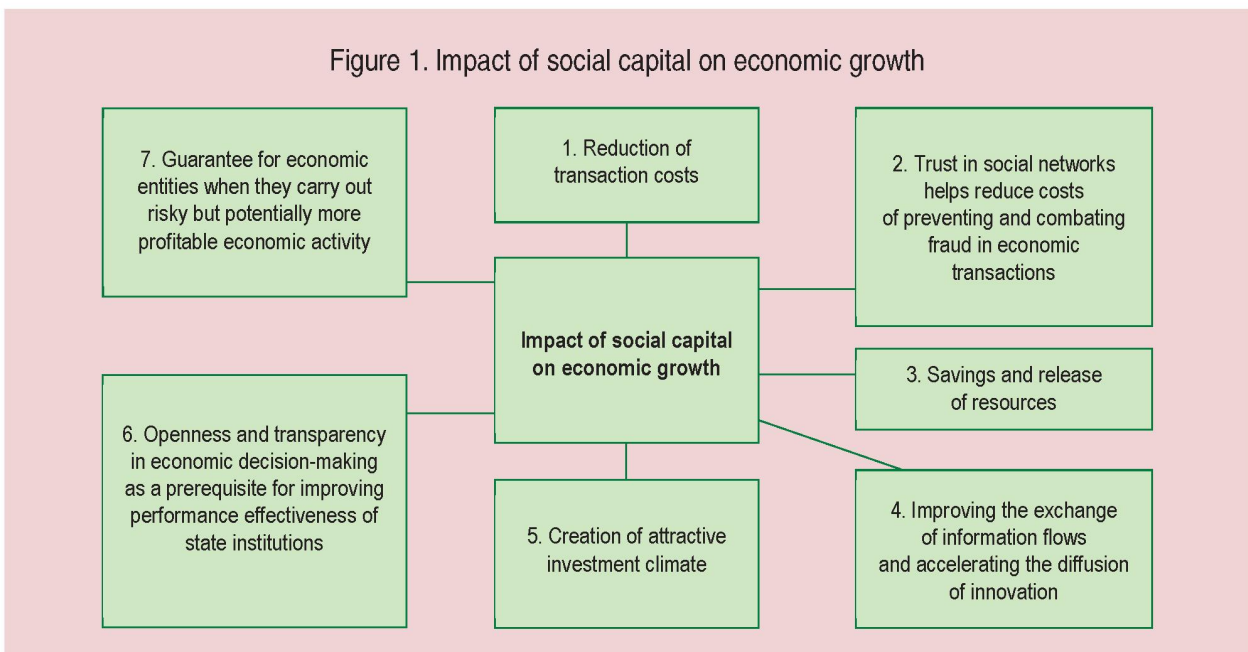 Figure 1. Impact of social capital on economic growth
7. Guarantee for economic
entities when they carry out
risky but potentially more
profitable economic activity
1. Reduction of
transaction costs
2. Trust in social networks
helps reduce costs
of preventing and combating
fraud in economic
transactions
Impact of social capital
on economic growth
3. Savings and release
of resources
6. Openness and transparency
in economic decision-making
as a prerequisite for improving
performance effectiveness of
state institutions
5. Creation of attractive
investment climate
4. Improving the exchange
of information flows
and accelerating the diffusion
of innovation